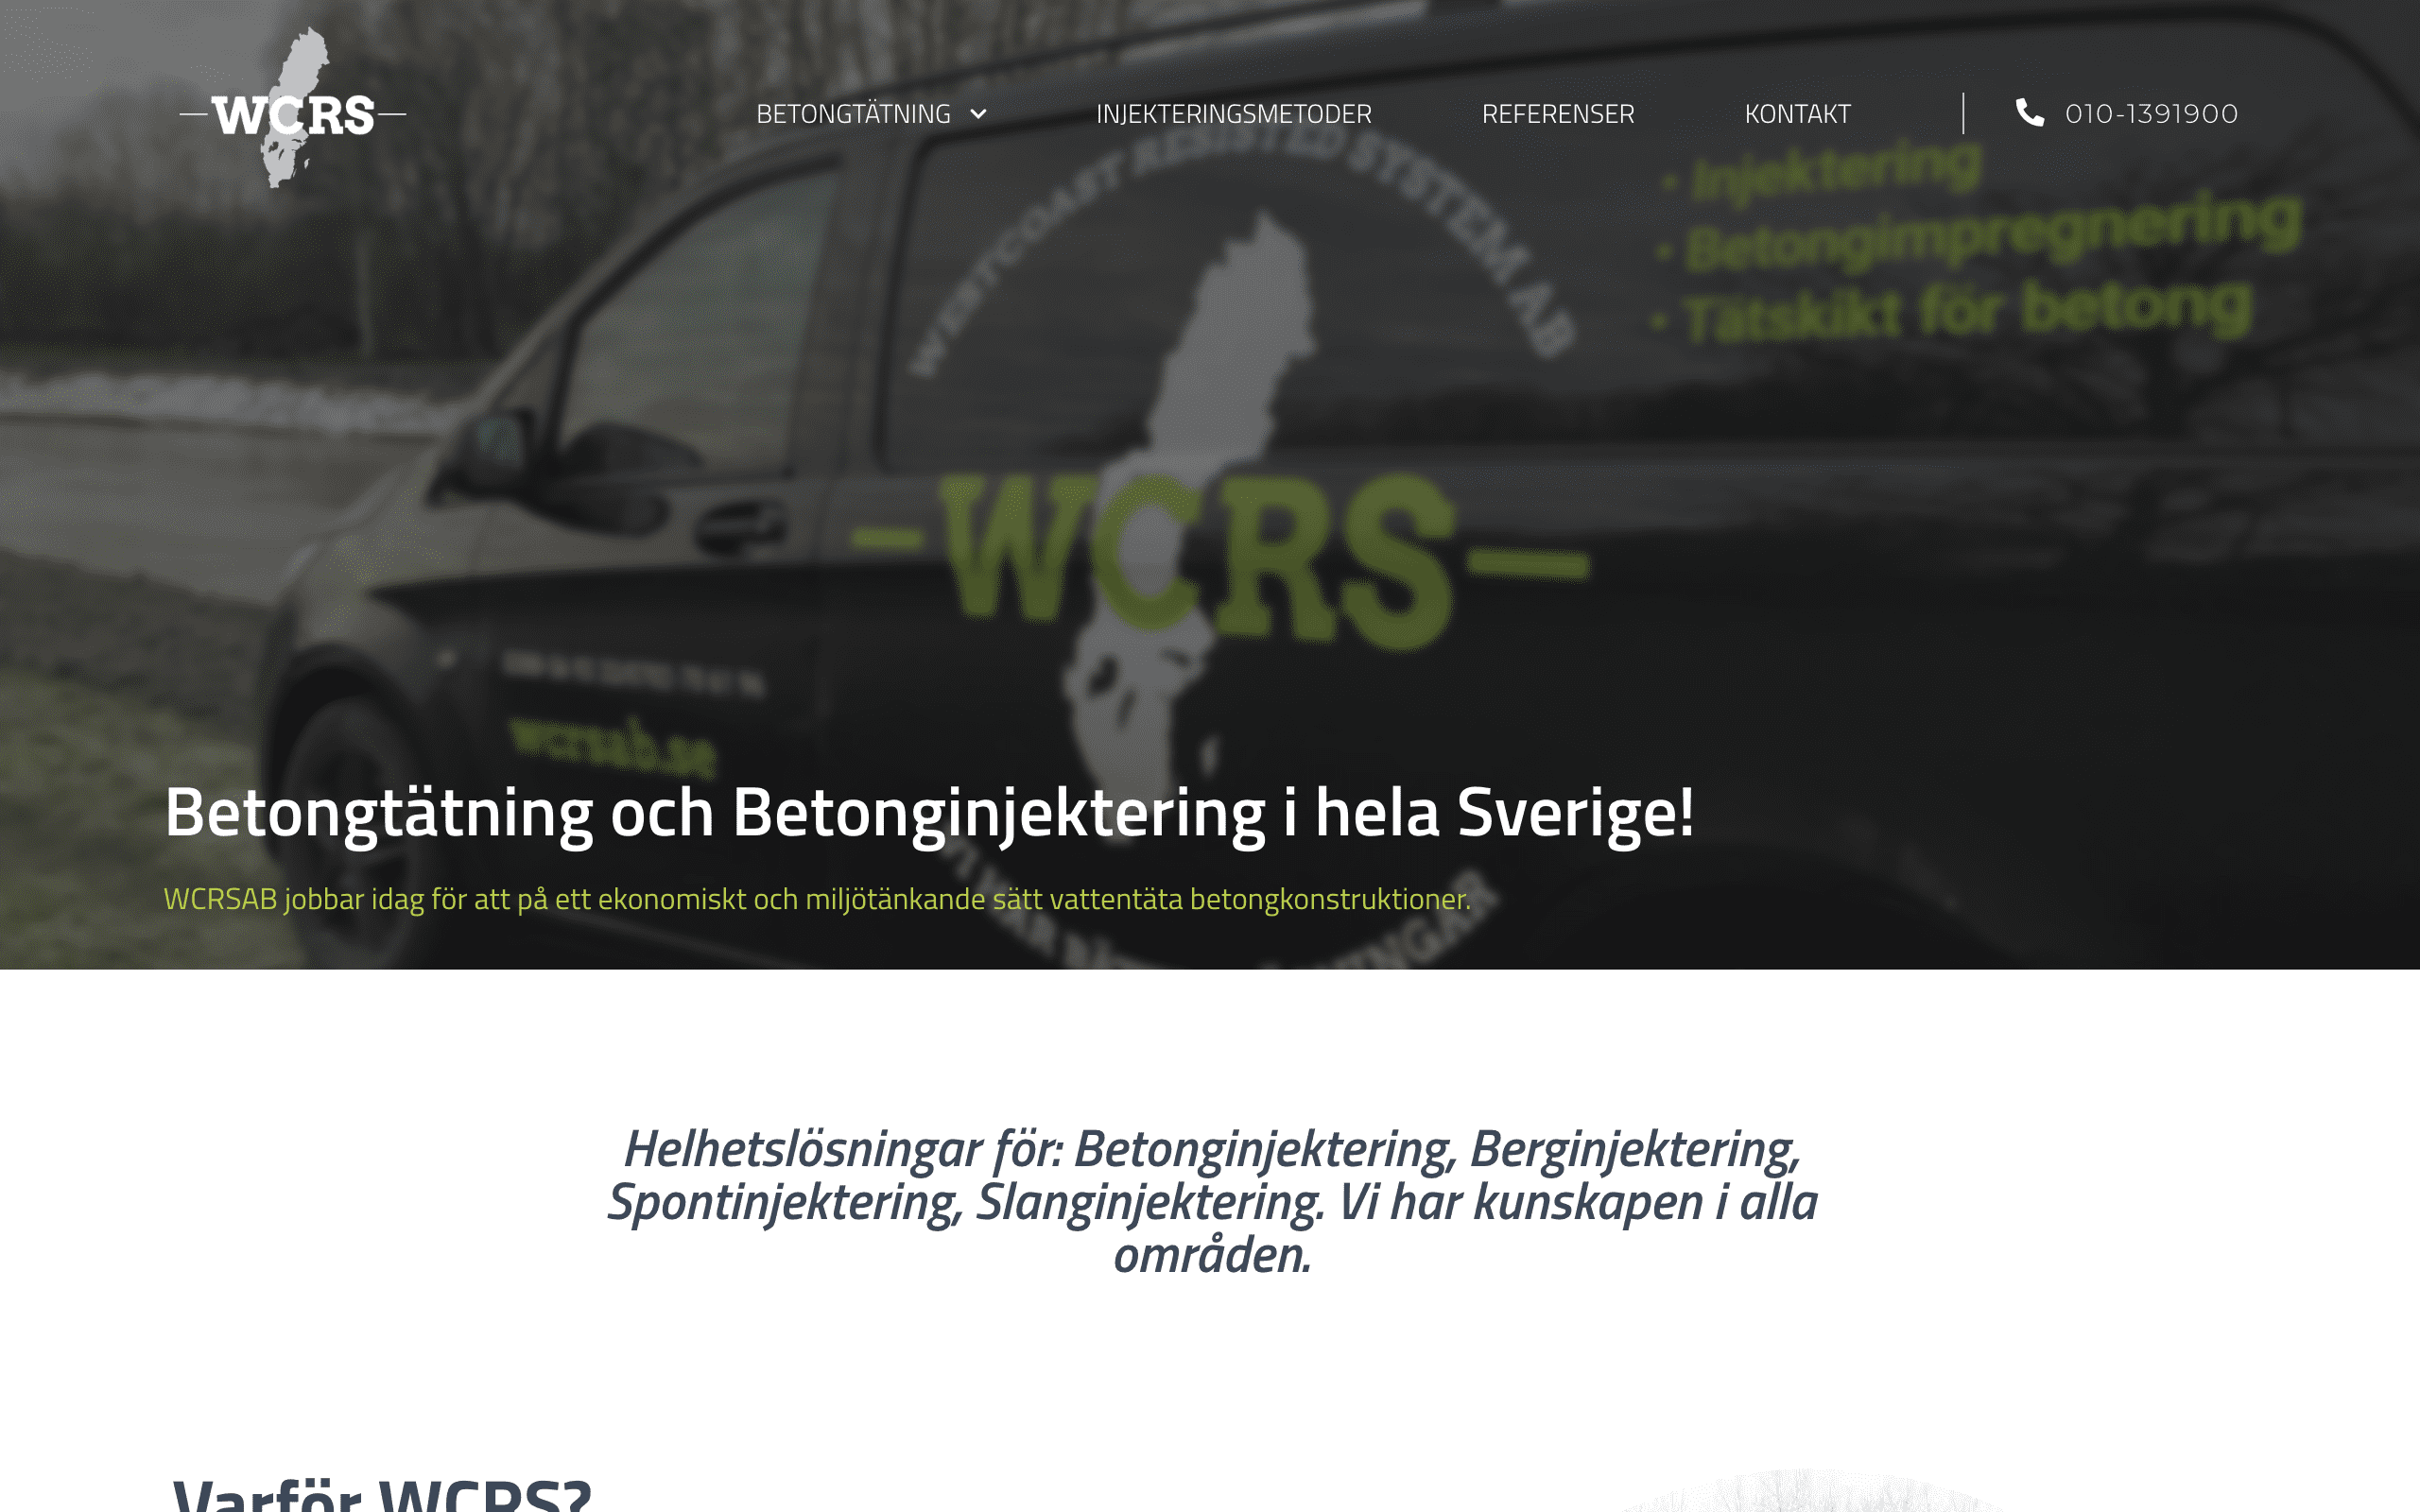 WCRS
BETONGTÄTNING
INJEKTERINGSMETODER
REFERENSER
KONTAKT
010-1391900
WESTCOAST RESISTED SYSTEM AB
• Injektering
• Betongimpregnering
• Tätskikt för betong
WCRS
wcrsab.se
Betongtätning och Betonginjektering i hela Sverige!
WCRSAB jobbar idag för att på ett ekonomiskt och miljötänkande sätt vattentäta betongkonstruktioner.
Helhetslösningar för: Betonginjektering, Berginjektering,
Spontinjektering, Slanginjektering. Vi har kunskapen i alla
områden.
Varför WCRS?